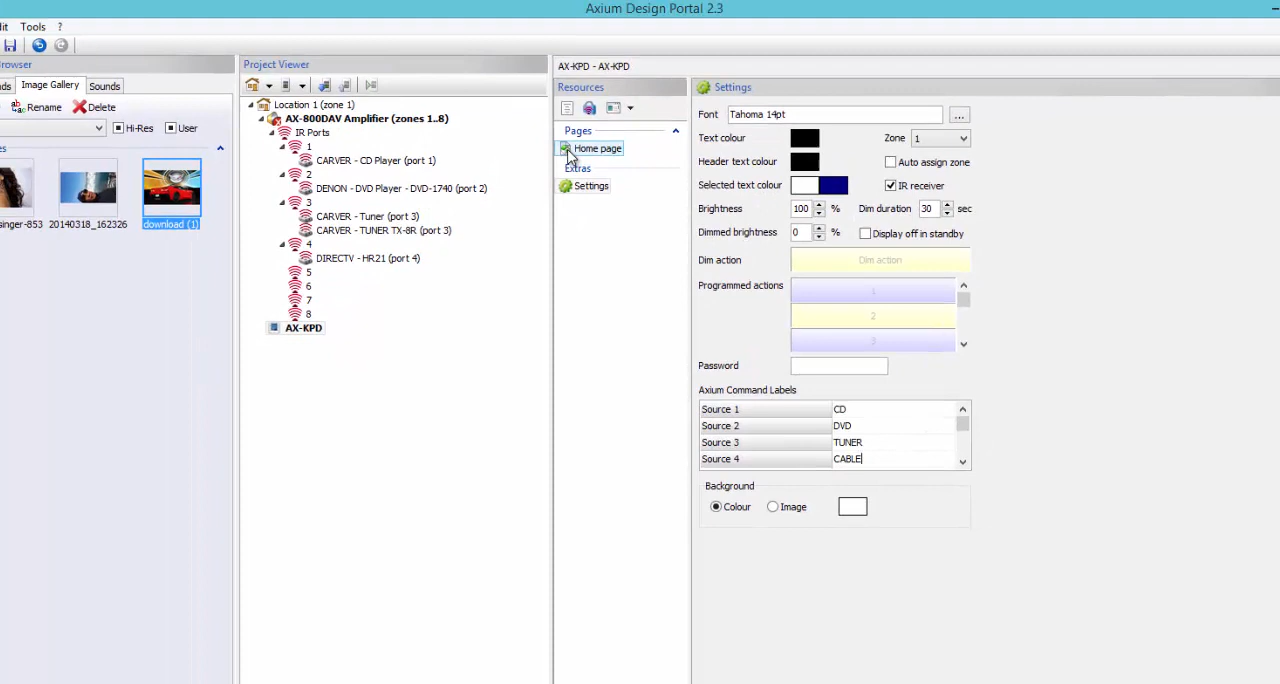 Axium Design Portal 2.3
Tools ?
Browser
Image Gallery Sounds
Rename Delete
Hi-Res User
singer-853 20140318_162326 download (1)
Project Viewer
Location 1 (zone 1)
AX-800DAV Amplifier (zones 1..8)
IR Ports
1
CARVER - CD Player (port 1)
2
DENON - DVD Player - DVD-1740 (port 2)
3
CARVER - Tuner (port 3)
CARVER - TUNER TX-8R (port 3)
4
DIRECTV - HR21 (port 4)
5
6
7
8
AX-KPD
AX-KPD - AX-KPD
Resources
Pages
Home page
Extras
Settings
Settings
Font Tahoma 14pt ...
Text colour Zone 1
Header text colour Auto assign zone
Selected text colour IR receiver
Brightness 100 % Dim duration 30 sec
Dimmed brightness 0 % Display off in standby
Dim action Dim action
Programmed actions 1
2
3
Password
Axium Command Labels
Source 1 CD
Source 2 DVD
Source 3 TUNER
Source 4 CABLE
Background
Colour Image